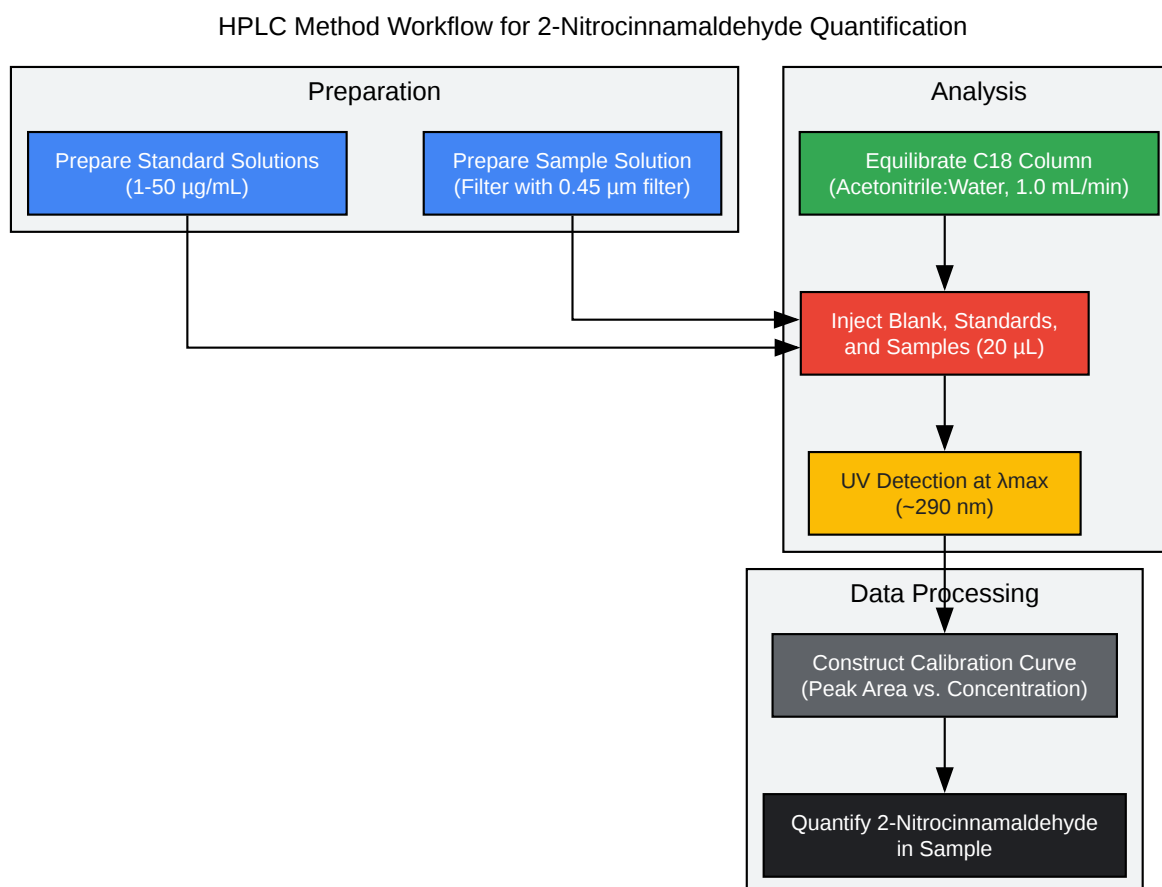 HPLC Method Workflow for 2-Nitrocinnamaldehyde Quantification
Preparation
Prepare Standard Solutions
(1-50 µg/mL)
Prepare Sample Solution
(Filter with 0.45 µm filter)
Analysis
Equilibrate C18 Column
(Acetonitrile:Water, 1.0 mL/min)
Inject Blank, Standards,
and Samples (20 µL)
UV Detection at λmax
(~290 nm)
Data Processing
Construct Calibration Curve
(Peak Area vs. Concentration)
Quantify 2-Nitrocinnamaldehyde
in Sample